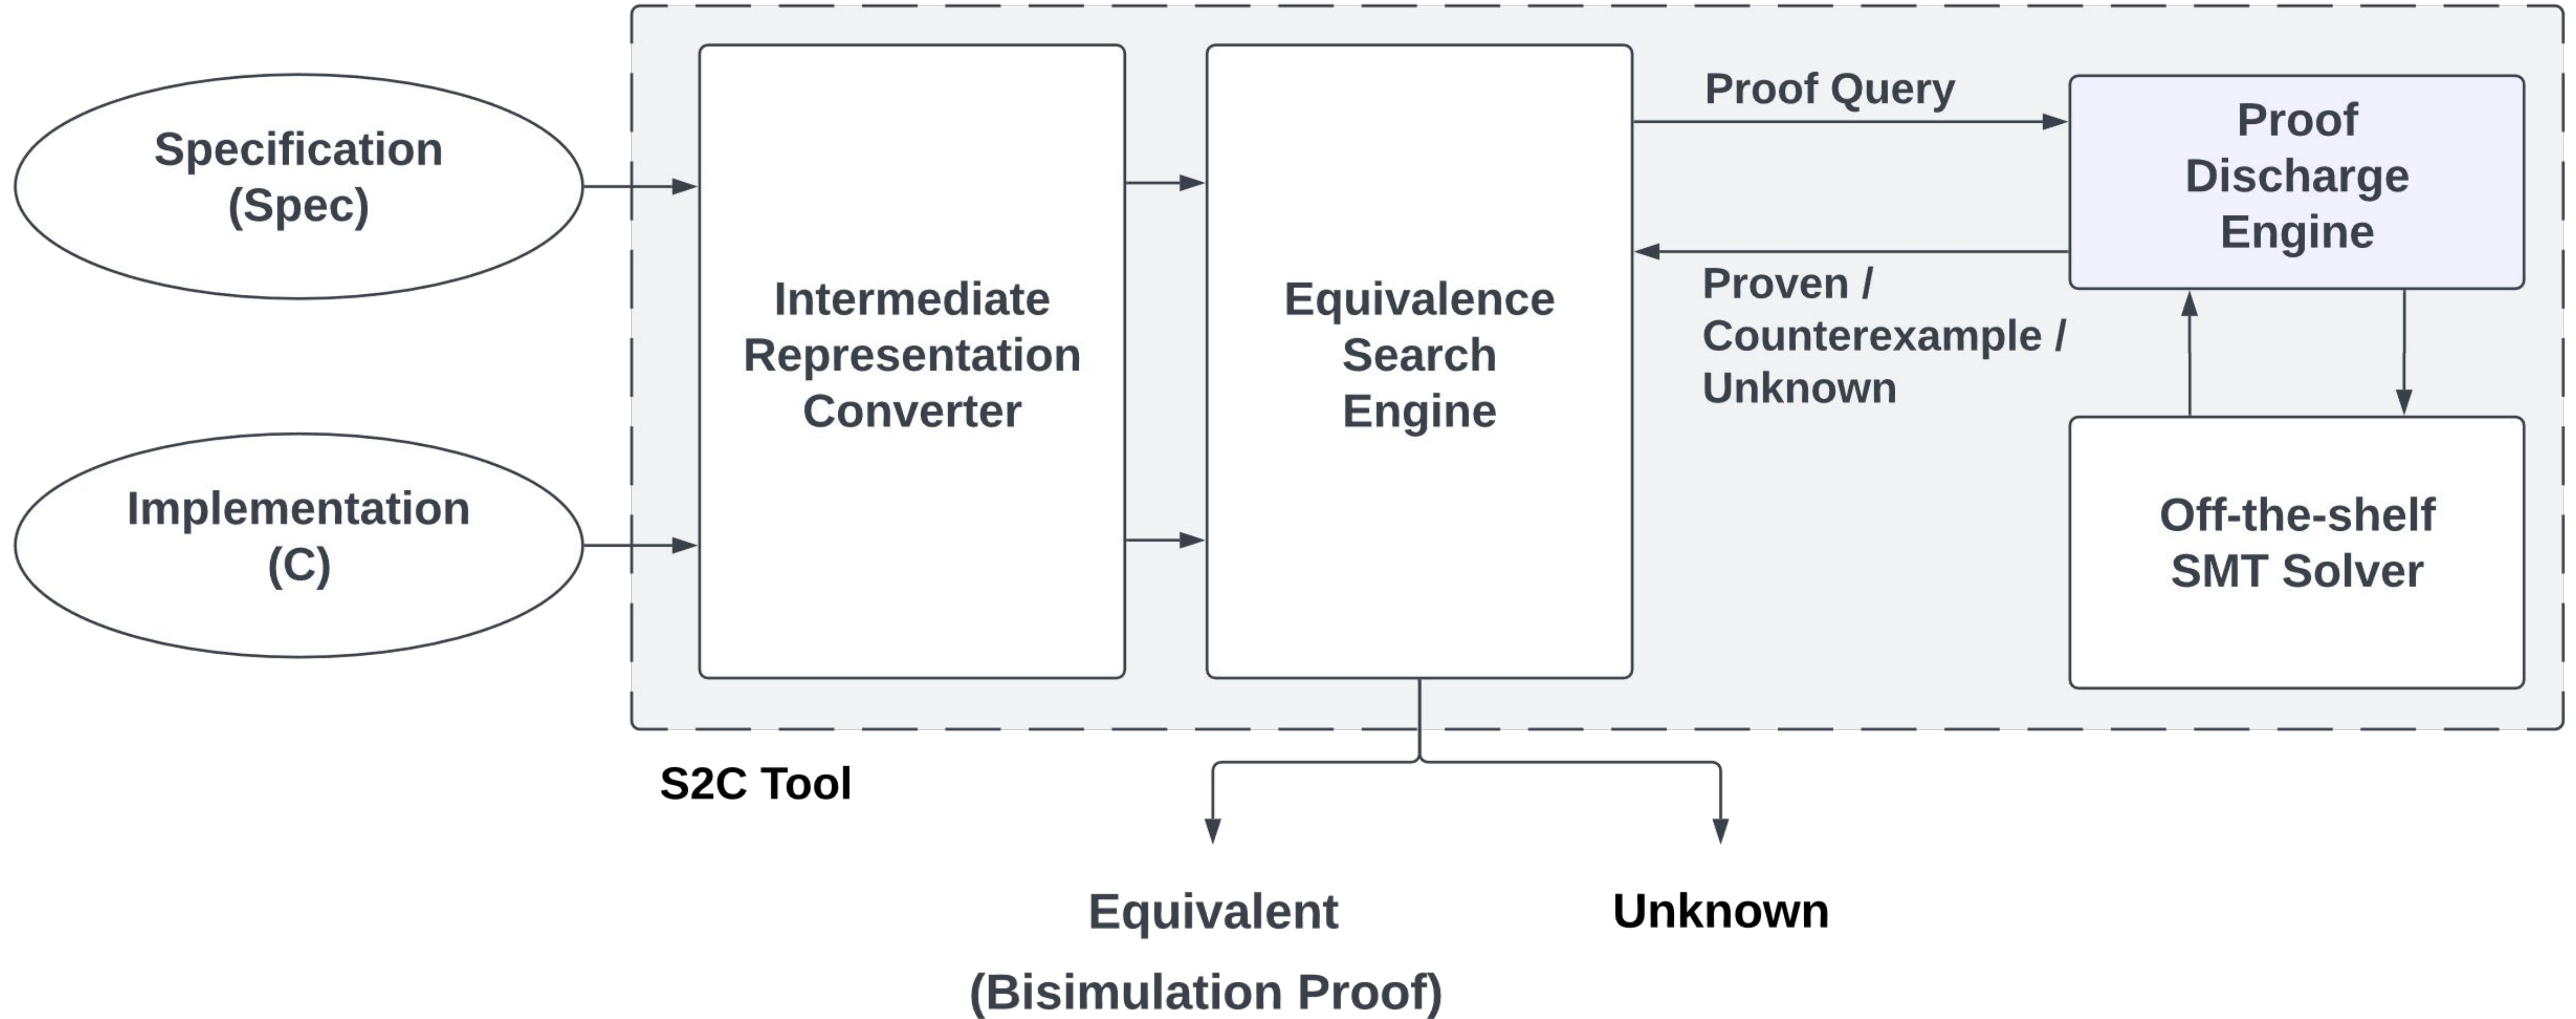 Specification
(Spec)
Implementation
(C)
Intermediate
Representation
Converter
Equivalence
Search
Engine
Proof Query
Proven /
Counterexample /
Unknown
Proof
Discharge
Engine
Off-the-shelf
SMT Solver
S2C Tool
Equivalent
(Bisimulation Proof)
Unknown